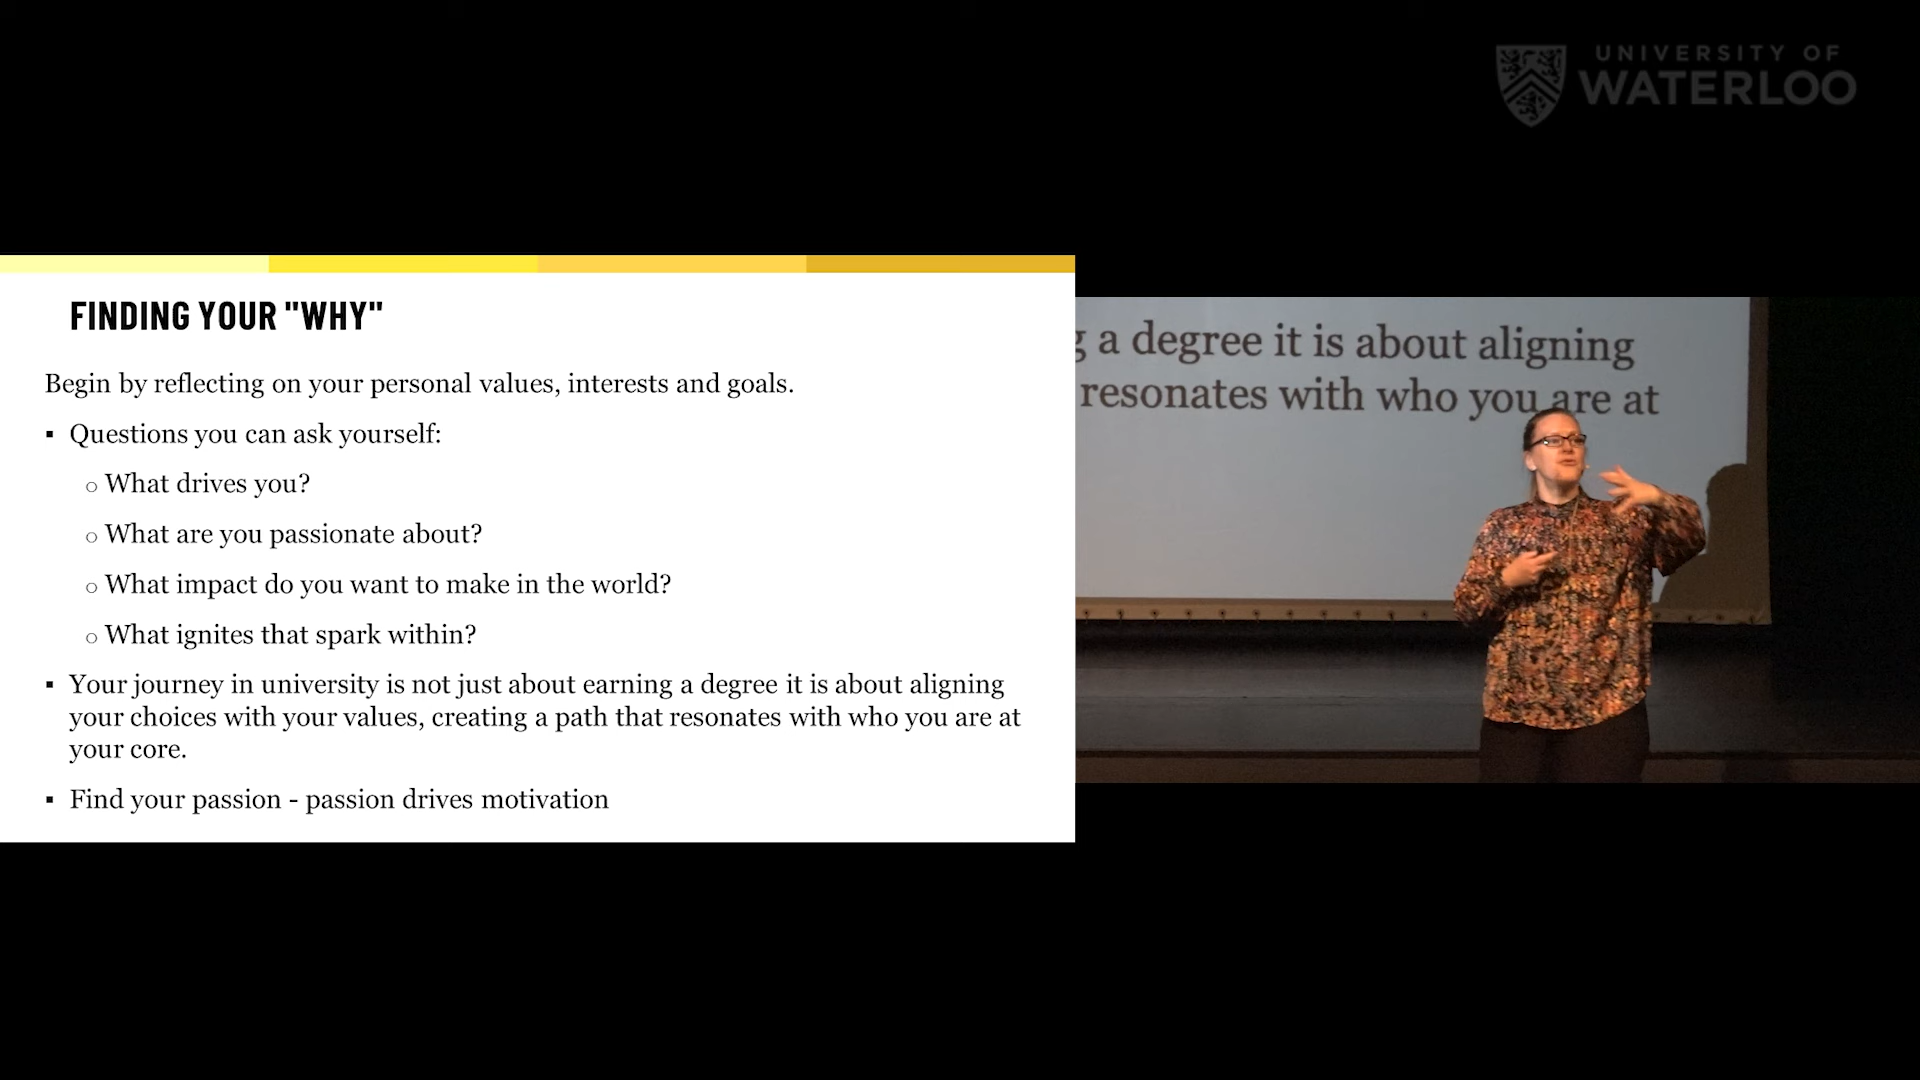 UNIVERSITY OF
WATERLOO
FINDING YOUR "WHY"
Begin by reflecting on your personal values, interests and goals.
▪ Questions you can ask yourself:
o What drives you?
o What are you passionate about?
o What impact do you want to make in the world?
o What ignites that spark within?
▪ Your journey in university is not just about earning a degree it is about aligning
your choices with your values, creating a path that resonates with who you are at
your core.
▪ Find your passion - passion drives motivation
g a degree it is about aligning
resonates with who you are at